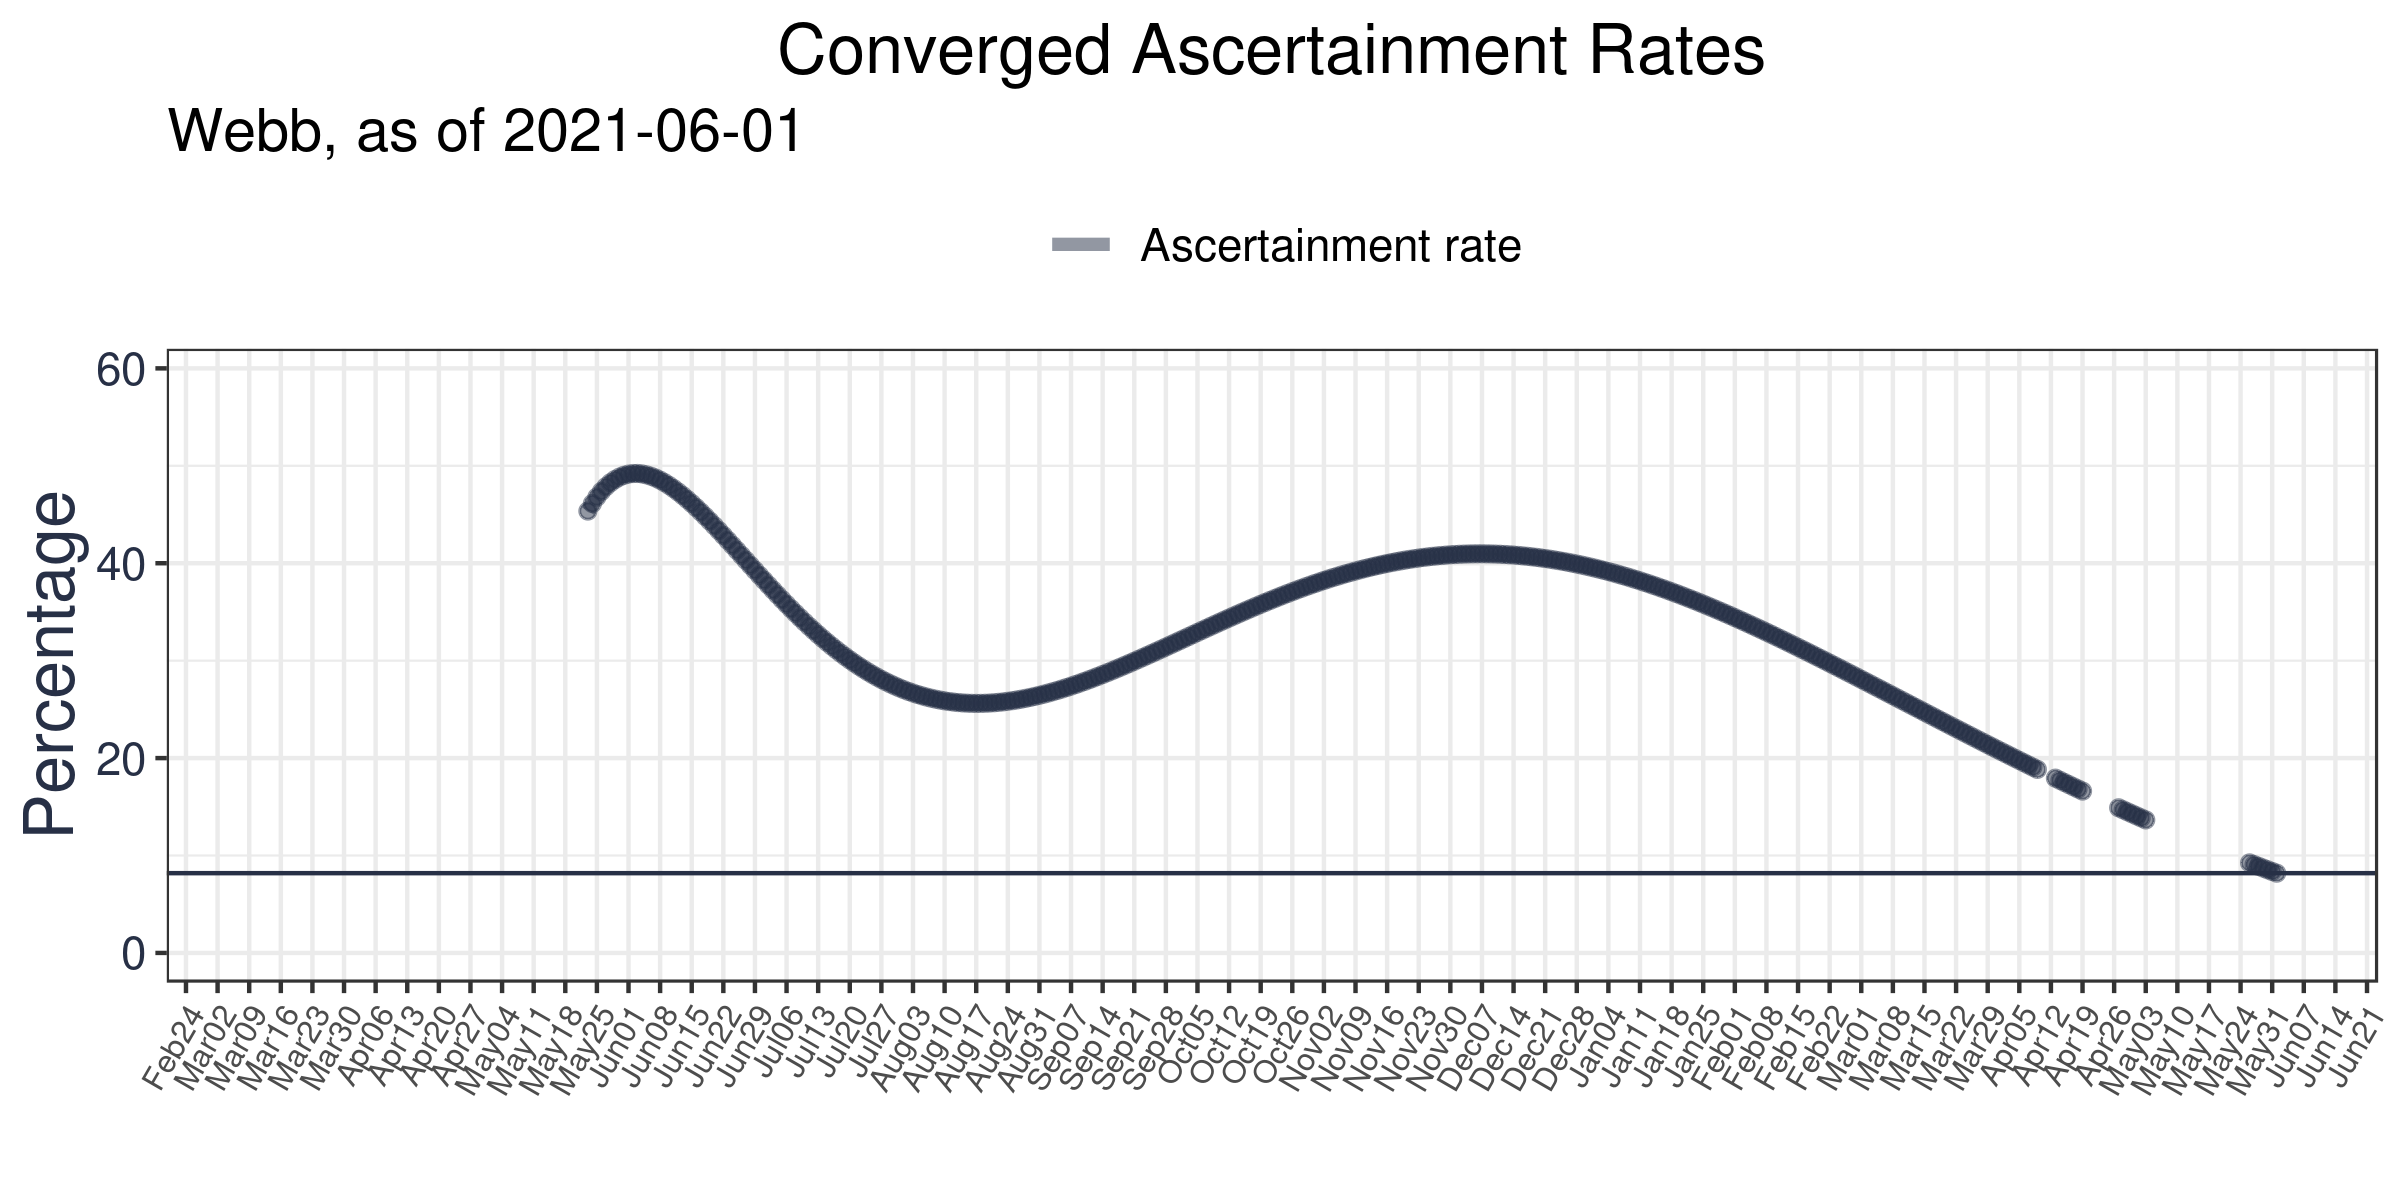 Converged Ascertainment Rates
Webb, as of 2021-06-01
Ascertainment rate
Percentage
60
40
20
0
Feb24
Mar02
Mar09
Mar16
Mar23
Mar30
Apr06
Apr13
Apr20
Apr27
May04
May11
May18
May25
Jun01
Jun08
Jun15
Jun22
Jun29
Jul06
Jul13
Jul20
Jul27
Aug03
Aug10
Aug17
Aug24
Aug31
Sep07
Sep14
Sep21
Sep28
Oct05
Oct12
Oct19
Oct26
Nov02
Nov09
Nov16
Nov23
Nov30
Dec07
Dec14
Dec21
Dec28
Jan04
Jan11
Jan18
Jan25
Feb01
Feb08
Feb15
Feb22
Mar01
Mar08
Mar15
Mar22
Mar29
Apr05
Apr12
Apr19
Apr26
May03
May10
May17
May24
May31
Jun07
Jun14
Jun21